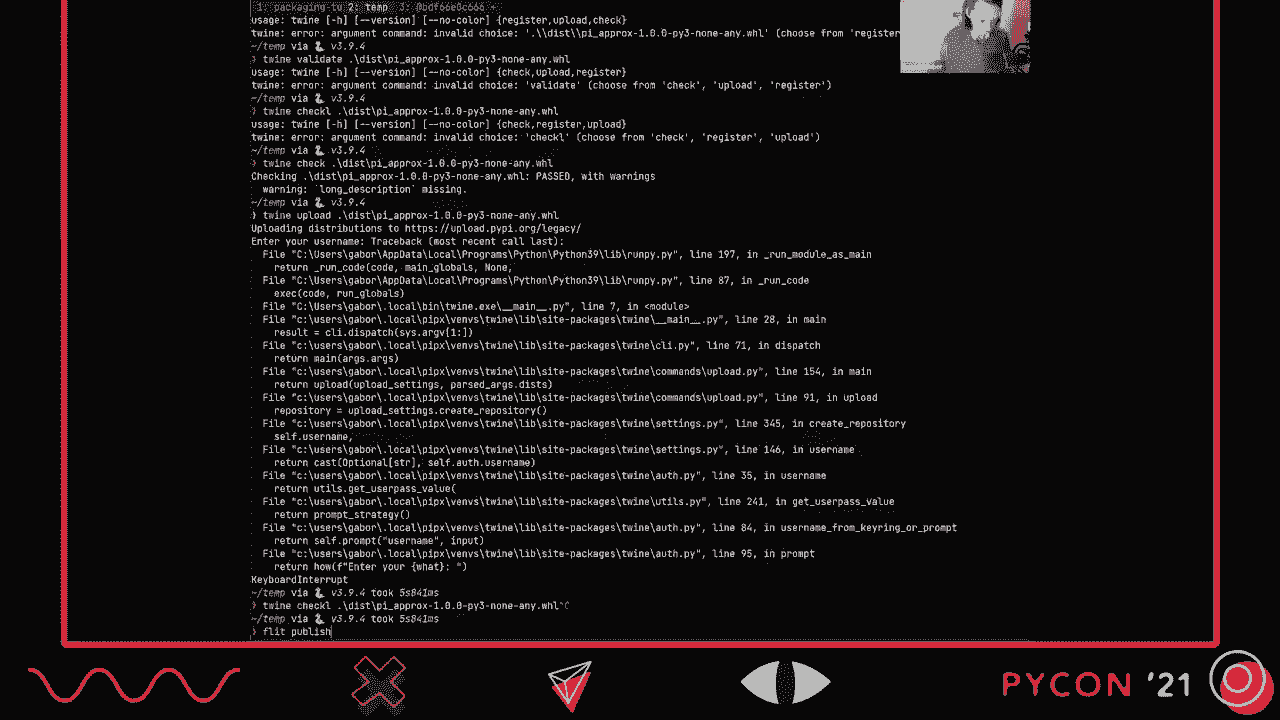 1: packaging-tu 2: temp 3: @bdf66e0c666 *
usage: twine [-h] [--version] [--no-color] {register,upload,check}
twine: error: argument command: invalid choice: '.\\dist\\pi_approx-1.0.0-py3-none-any.whl' (choose from 'register
~/temp via v3.9.4
❯ twine validate .\dist\pi_approx-1.0.0-py3-none-any.whl
usage: twine [-h] [--version] [--no-color] {check,upload,register}
twine: error: argument command: invalid choice: 'validate' (choose from 'check', 'upload', 'register')
~/temp via v3.9.4
❯ twine checkl .\dist\pi_approx-1.0.0-py3-none-any.whl
usage: twine [-h] [--version] [--no-color] {check,register,upload}
twine: error: argument command: invalid choice: 'checkl' (choose from 'check', 'register', 'upload')
~/temp via v3.9.4
❯ twine check .\dist\pi_approx-1.0.0-py3-none-any.whl
Checking .\dist\pi_approx-1.0.0-py3-none-any.whl: PASSED, with warnings
warning: `long_description` missing.
~/temp via v3.9.4
❯ twine upload .\dist\pi_approx-1.0.0-py3-none-any.whl
Uploading distributions to https://upload.pypi.org/legacy/
Enter your username: Traceback (most recent call last):
File "C:\Users\gabor\AppData\Local\Programs\Python\Python39\lib\runpy.py", line 197, in _run_module_as_main
return _run_code(code, main_globals, None,
File "C:\Users\gabor\AppData\Local\Programs\Python\Python39\lib\runpy.py", line 87, in _run_code
exec(code, run_globals)
File "C:\Users\gabor\.local\bin\twine.exe\__main__.py", line 7, in <module>
File "c:\users\gabor\.local\pipx\venvs\twine\lib\site-packages\twine\__main__.py", line 28, in main
result = cli.dispatch(sys.argv[1:])
File "c:\users\gabor\.local\pipx\venvs\twine\lib\site-packages\twine\cli.py", line 71, in dispatch
return main(args.args)
File "c:\users\gabor\.local\pipx\venvs\twine\lib\site-packages\twine\commands\upload.py", line 154, in main
return upload(upload_settings, parsed_args.dists)
File "c:\users\gabor\.local\pipx\venvs\twine\lib\site-packages\twine\commands\upload.py", line 91, in upload
repository = upload_settings.create_repository()
File "c:\users\gabor\.local\pipx\venvs\twine\lib\site-packages\twine\settings.py", line 345, in create_repository
self.username,
File "c:\users\gabor\.local\pipx\venvs\twine\lib\site-packages\twine\settings.py", line 146, in username
return cast(Optional[str], self.auth.username)
File "c:\users\gabor\.local\pipx\venvs\twine\lib\site-packages\twine\auth.py", line 35, in username
return utils.get_userpass_value(
File "c:\users\gabor\.local\pipx\venvs\twine\lib\site-packages\twine\utils.py", line 241, in get_userpass_value
return prompt_strategy()
File "c:\users\gabor\.local\pipx\venvs\twine\lib\site-packages\twine\auth.py", line 84, in username_from_keyring_or_prompt
return self.prompt("username", input)
File "c:\users\gabor\.local\pipx\venvs\twine\lib\site-packages\twine\auth.py", line 95, in prompt
return how(f"Enter your {what}: ")
KeyboardInterrupt
~/temp via v3.9.4 took 5s841ms
❯ twine checkl .\dist\pi_approx-1.0.0-py3-none-any.whl^C
~/temp via v3.9.4 took 5s841ms
❯ flit publish
PYCON '21